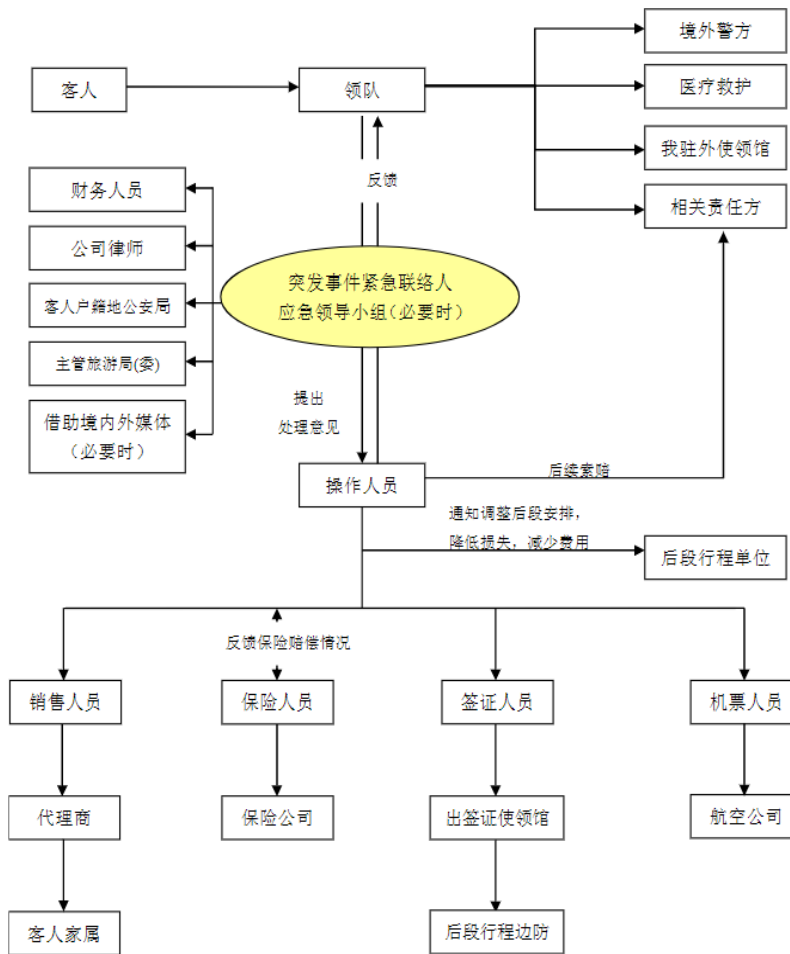 境外警方
客人
领队
医疗救护
我驻外使领馆
反馈
财务人员
相关责任方
公司律师
突发事件紧急联络人
客人户籍地公安局
应急领导小组(必要时)
主管旅游局(委)
提出
借助境内外媒体
处理意见
(必要时)
后续索赔
操作人员
通知调整后段安排，
降低损失，减少费用
后段行程单位
反馈保险赔偿情况
销售人员
保险人员
签证人员
机票人员
代理商
保险公司
出签证使领馆
航空公司
客人家属
后段行程边防